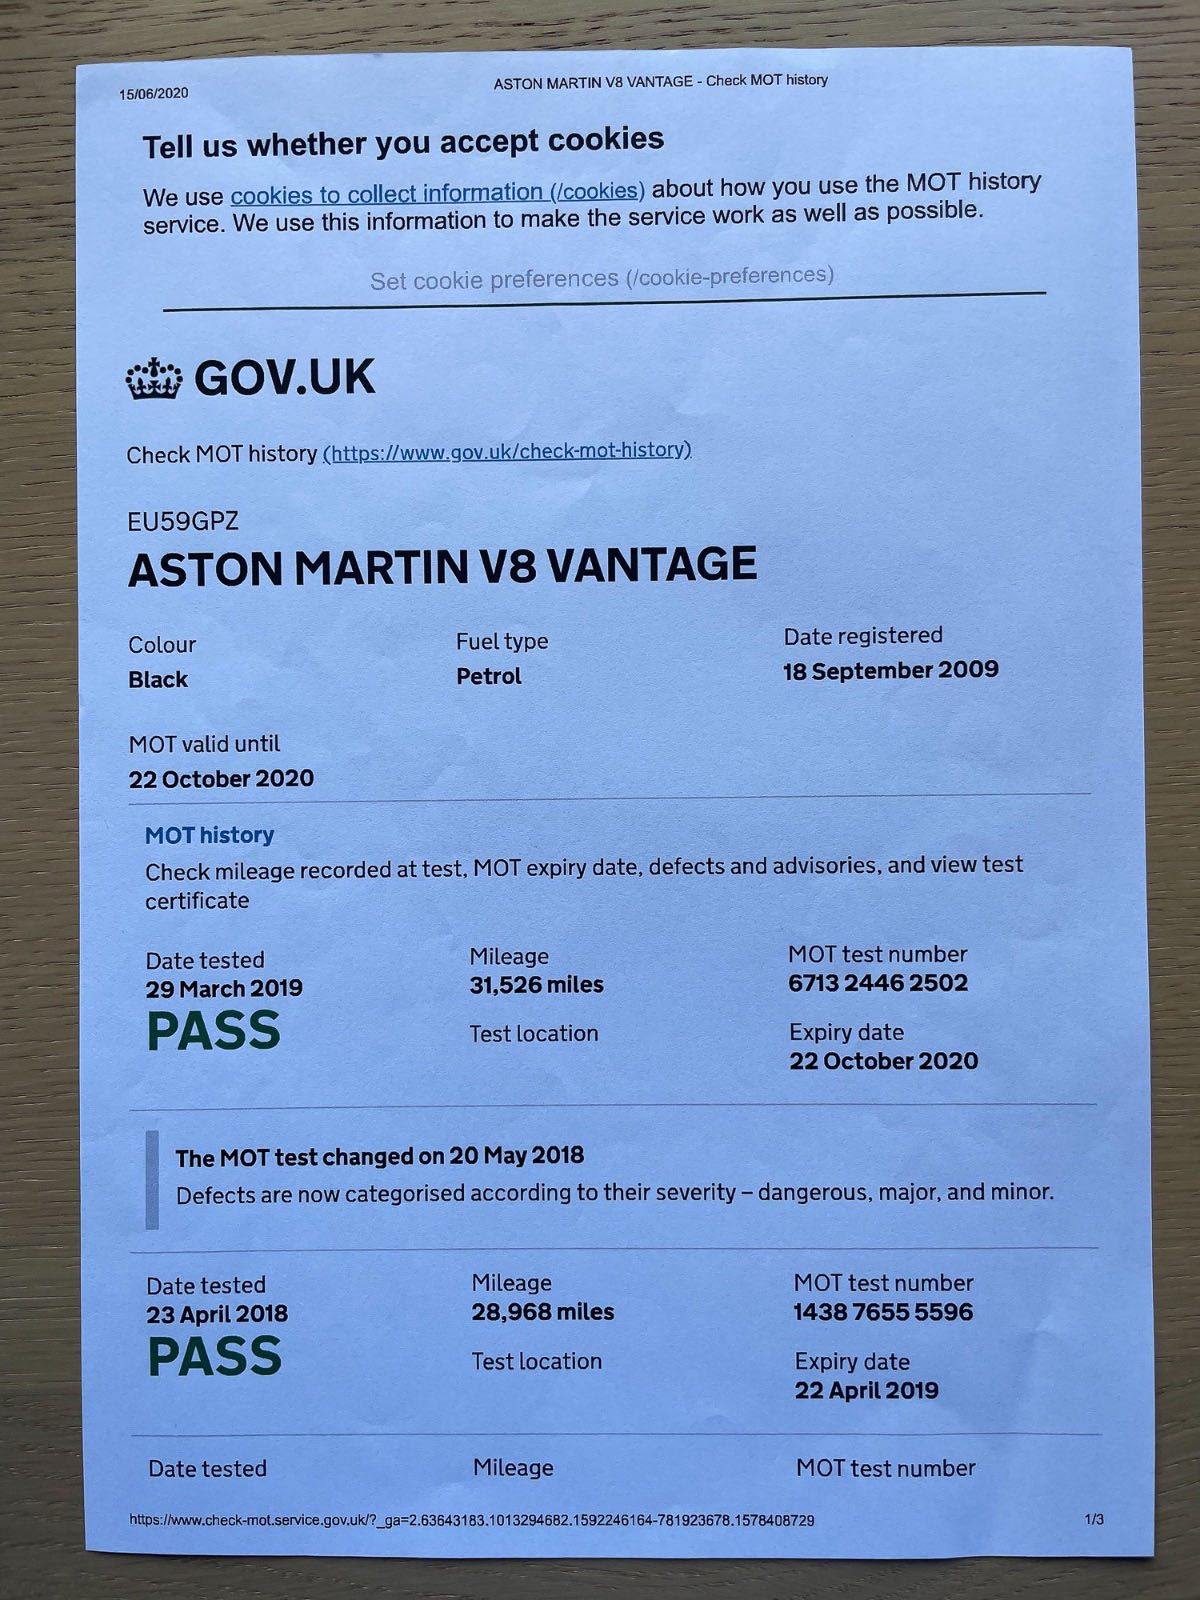 15/06/2020
ASTON MARTIN V8 VANTAGE - Check MOT history
Tell us whether you accept cookies
We use cookies to collect information (/cookies) about how you use the MOT history
service. We use this information to make the service work as well as possible.
Set cookie preferences (/cookie-preferences)
GOV.UK
Check MOT history (https://www.gov.uk/check-mot-history)
EU59GPZ
ASTON MARTIN V8 VANTAGE
Colour
Black
Fuel type
Petrol
Date registered
18 September 2009
MOT valid until
22 October 2020
MOT history
Check mileage recorded at test, MOT expiry date, defects and advisories, and view test
certificate
Date tested
29 March 2019
PASS
Mileage
31,526 miles
Test location
MOT test number
6713 2446 2502
Expiry date
22 October 2020
The MOT test changed on 20 May 2018
Defects are now categorised according to their severity – dangerous, major, and minor.
Date tested
23 April 2018
PASS
Mileage
28,968 miles
Test location
MOT test number
1438 7655 5596
Expiry date
22 April 2019
Date tested
Mileage
MOT test number
https://www.check-mot.service.gov.uk/?_ga=2.63643183.1013294682.1592246164-781923678.1578408729
1/3